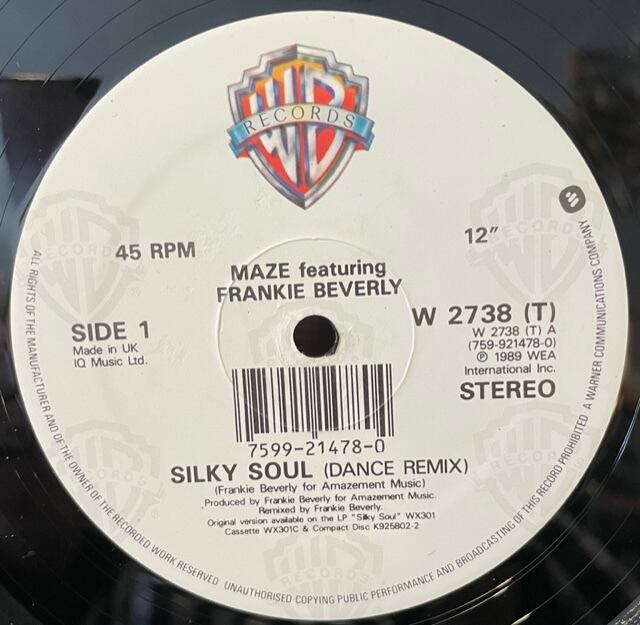 WB
RECORDS
45 RPM
12"
MAZE featuring
FRANKIE BEVERLY
SIDE 1
Made in UK
IQ Music Ltd.
W 2738 (T)
W 2738 (T) A
(759-921478-0)
℗ 1989 WEA
International Inc.
STEREO
7599-21478-0
SILKY SOUL (DANCE REMIX)
(Frankie Beverly for Amazement Music)
Produced by Frankie Beverly for Amazement Music.
Remixed by Frankie Beverly.
Original version available on the LP "Silky Soul" WX301
Cassette WX301C & Compact Disc K925802-2
ALL RIGHTS OF THE MANUFACTURER AND OF THE OWNER OF THE RECORDED WORK RESERVED UNAUTHORISED COPYING PUBLIC PERFORMANCE AND BROADCASTING OF THIS RECORD PROHIBITED A WARNER COMMUNICATIONS COMPANY